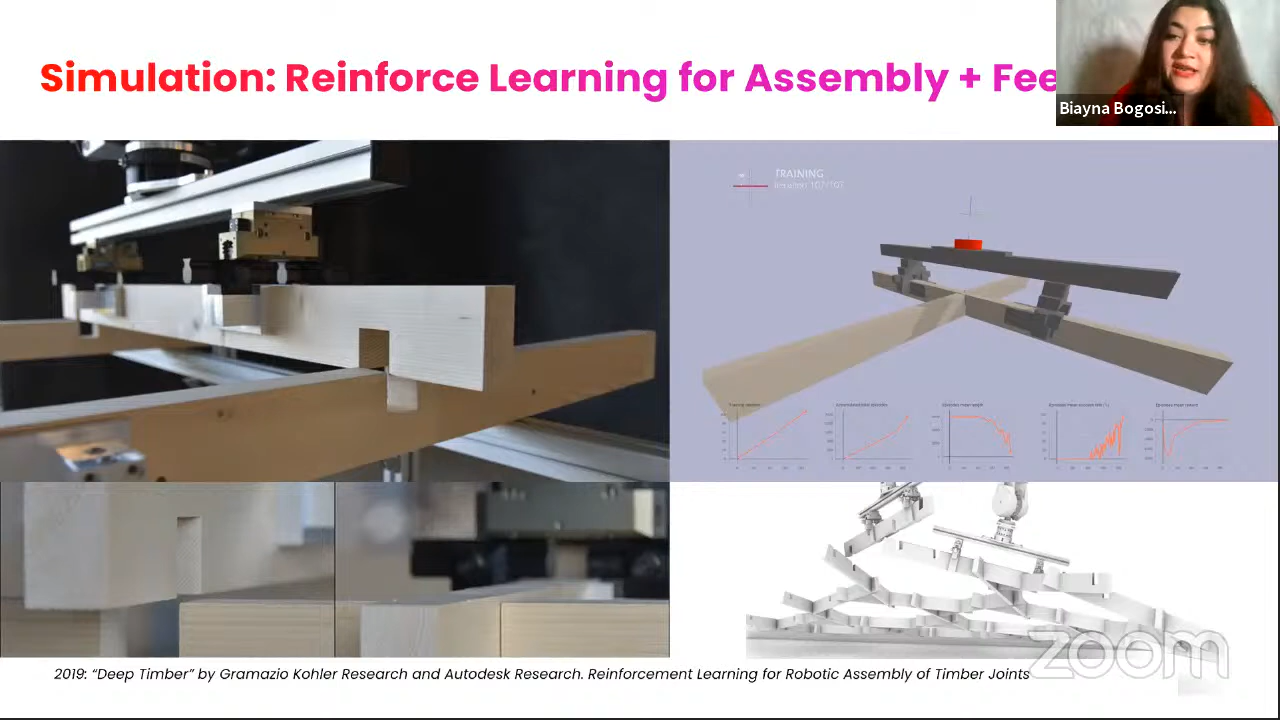 Simulation: Reinforce Learning for Assembly + Fee
Biayna Bogosi...
TRAINING
zoom
2019: “Deep Timber” by Gramazio Kohler Research and Autodesk Research. Reinforcement Learning for Robotic Assembly of Timber Joints